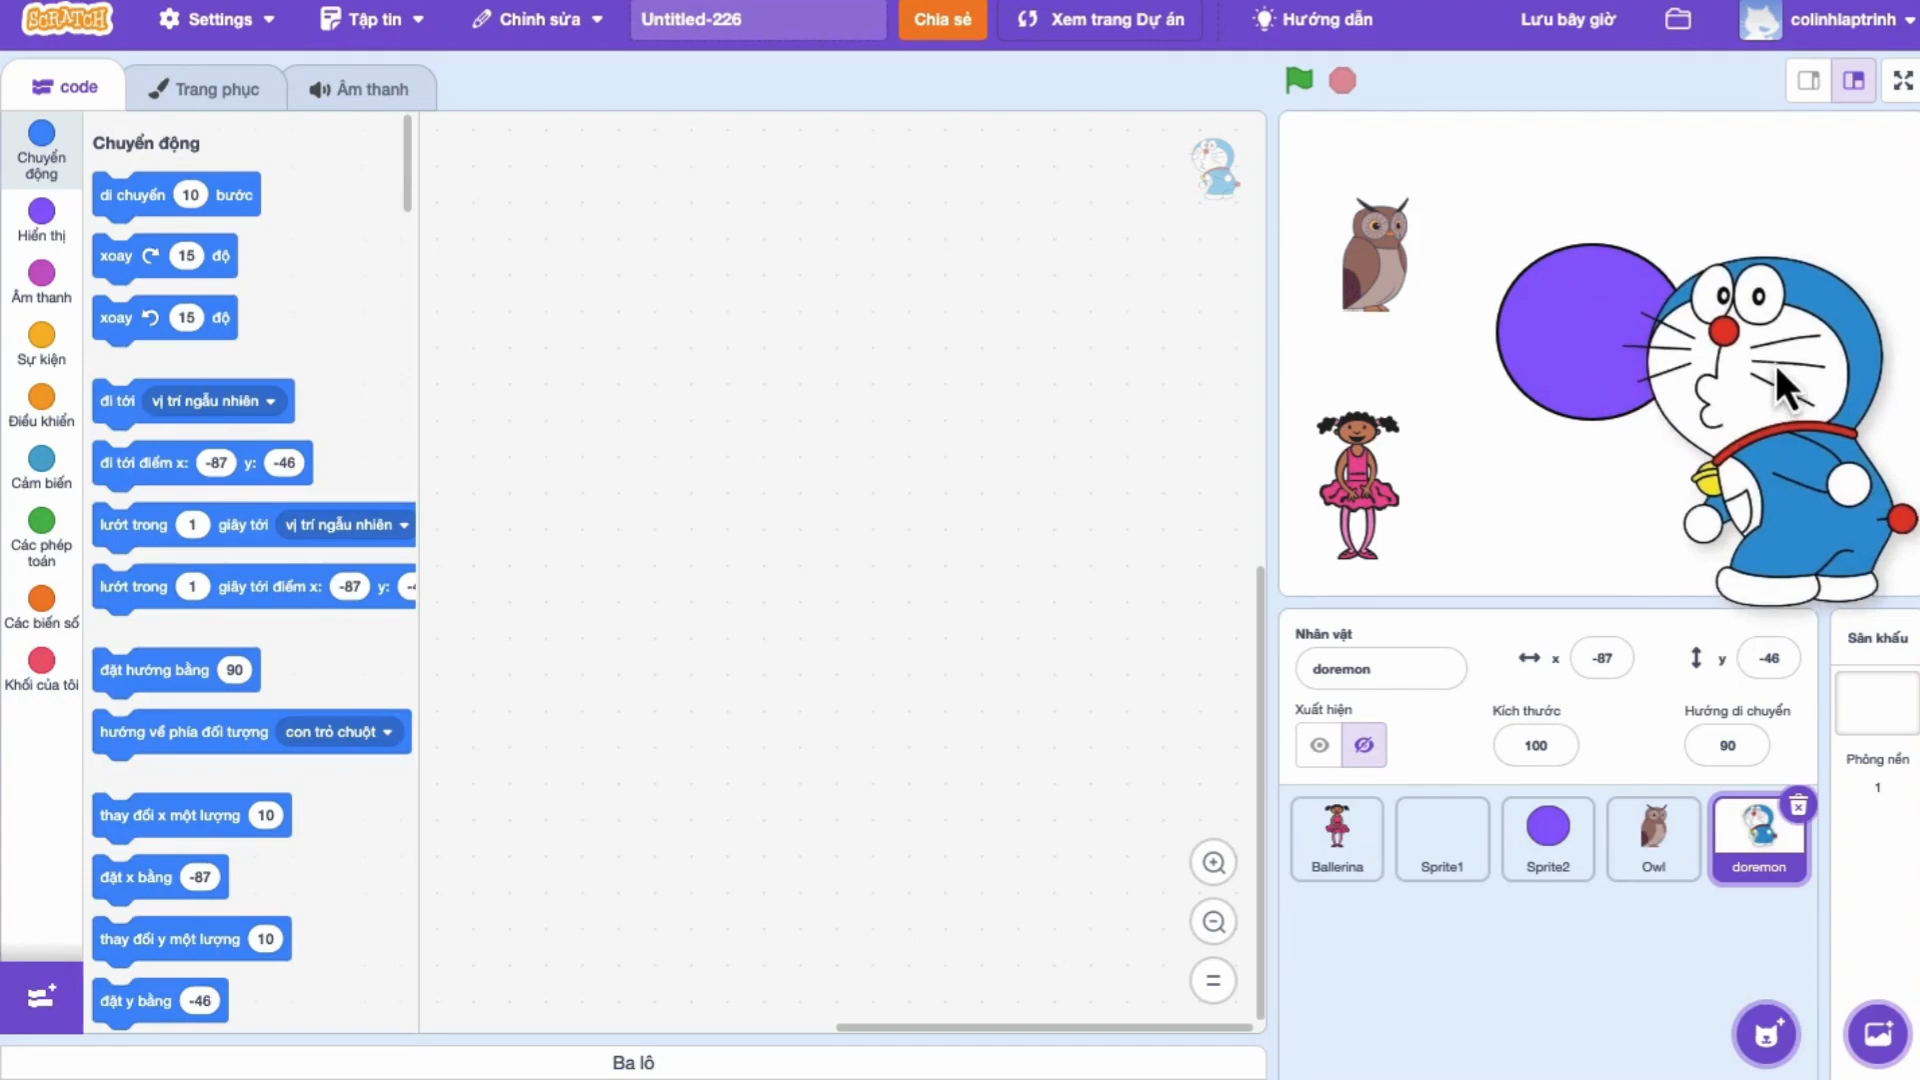 SCRATCH
Settings
Tập tin
Chỉnh sửa
Untitled-226
Chia sẻ
Xem trang Dự án
Hướng dẫn
Lưu bây giờ
colinhlaptrinh
code
Trang phục
Âm thanh
Chuyển động
Hiển thị
Âm thanh
Sự kiện
Điều khiển
Cảm biến
Các phép toán
Các biến số
Khối của tôi
Chuyển động
di chuyển 10 bước
xoay 15 độ
xoay 15 độ
đi tới vị trí ngẫu nhiên
đi tới điểm x: -87 y: -46
lướt trong 1 giây tới vị trí ngẫu nhiên
lướt trong 1 giây tới điểm x: -87 y:
đặt hướng bằng 90
hướng về phía đối tượng con trỏ chuột
thay đổi x một lượng 10
đặt x bằng -87
thay đổi y một lượng 10
đặt y bằng -46
Ba lô
Nhân vật
doremon
x -87
y -46
Xuất hiện
Kích thước
100
Hướng di chuyển
90
Ballerina
Sprite1
Sprite2
Owl
doremon
Sân khấu
Phông nền
1